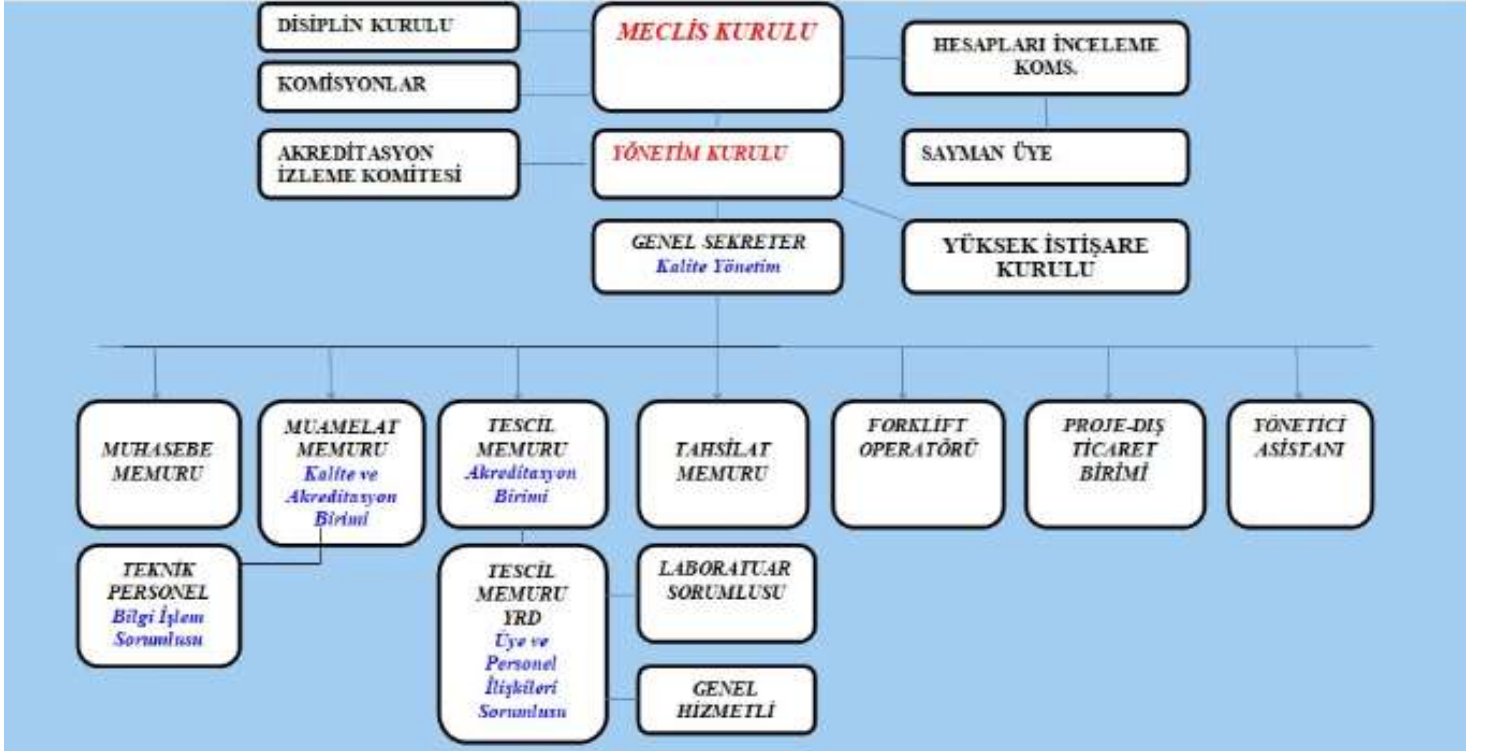 DİSİPLİN KURULU
MECLİS KURULU
HESAPLARI İNCELEME
KOMS.
KOMİSYONLAR
AKREDİTASYON
İZLEME KOMİTESİ
YÖNETİM KURULU
SAYMAN ÜYE
GENEL SEKRETER
Kalite Yönetim
YÜKSEK İSTİŞARE
KURULU
MUHASEBE
MEMURU
MUAMELAT
MEMURU
Kalite ve
Akreditasyon
Birimi
TESCİL
MEMURU
Akreditasyon
Birimi
TAHSİLAT
MEMURU
FORKLİFT
OPERATÖRÜ
PROJE-DIŞ
TİCARET
BİRİMİ
YÖNETİCİ
ASİSTANI
TEKNİK
PERSONEL
Bilgi İşlem
Sorumlusu
TESCİL
MEMURU
YRD
Üye ve
Personel
İlişkileri
Sorumlusu
LABORATUAR
SORUMLUSU
GENEL
HİZMETLİ